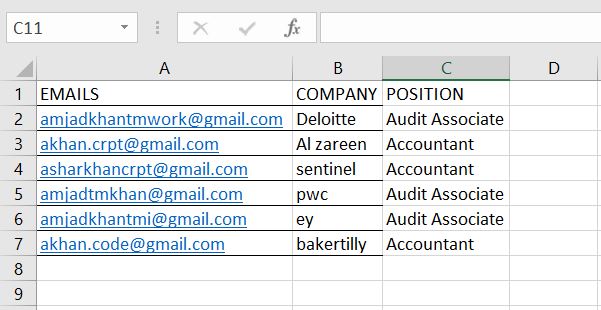 C11 fx
A B C D
1 EMAILS COMPANY POSITION
2 amjadkhantmwork@gmail.com Deloitte Audit Associate
3 akhan.crpt@gmail.com Al zareen Accountant
4 asharkhancrpt@gmail.com sentinel Accountant
5 amjadtmkhan@gmail.com pwc Audit Associate
6 amjadkhantmi@gmail.com ey Audit Associate
7 akhan.code@gmail.com bakertilly Accountant
8
9